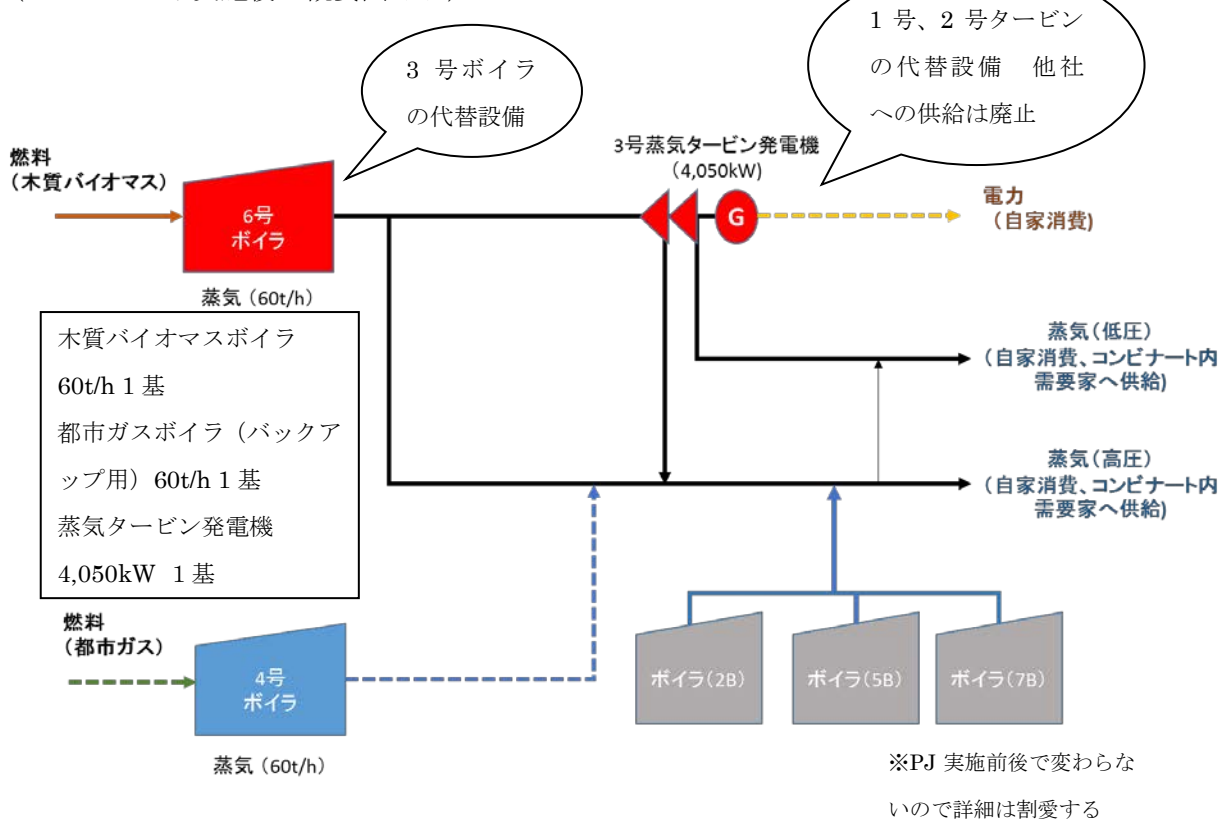 3 号ボイラ
の代替設備
1 号、2 号タービン
の代替設備 他社
への供給は廃止
燃料
(木質バイオマス)
6号
ボイラ
蒸気（60t/h）
3号蒸気タービン発電機
(4,050kW)
G
電力
（自家消費)
木質バイオマスボイラ
60t/h 1 基
都市ガスボイラ（バックア
ップ用）60t/h 1 基
蒸気タービン発電機
4,050kW 1 基
蒸気(低圧)
(自家消費、コンビナート内
需要家へ供給)
蒸気(高圧)
(自家消費、コンビナート内
需要家へ供給)
燃料
(都市ガス)
4号
ボイラ
蒸気（60t/h）
ボイラ(2B)
ボイラ(5B)
ボイラ(7B)
※PJ 実施前後で変わらな
いので詳細は割愛する